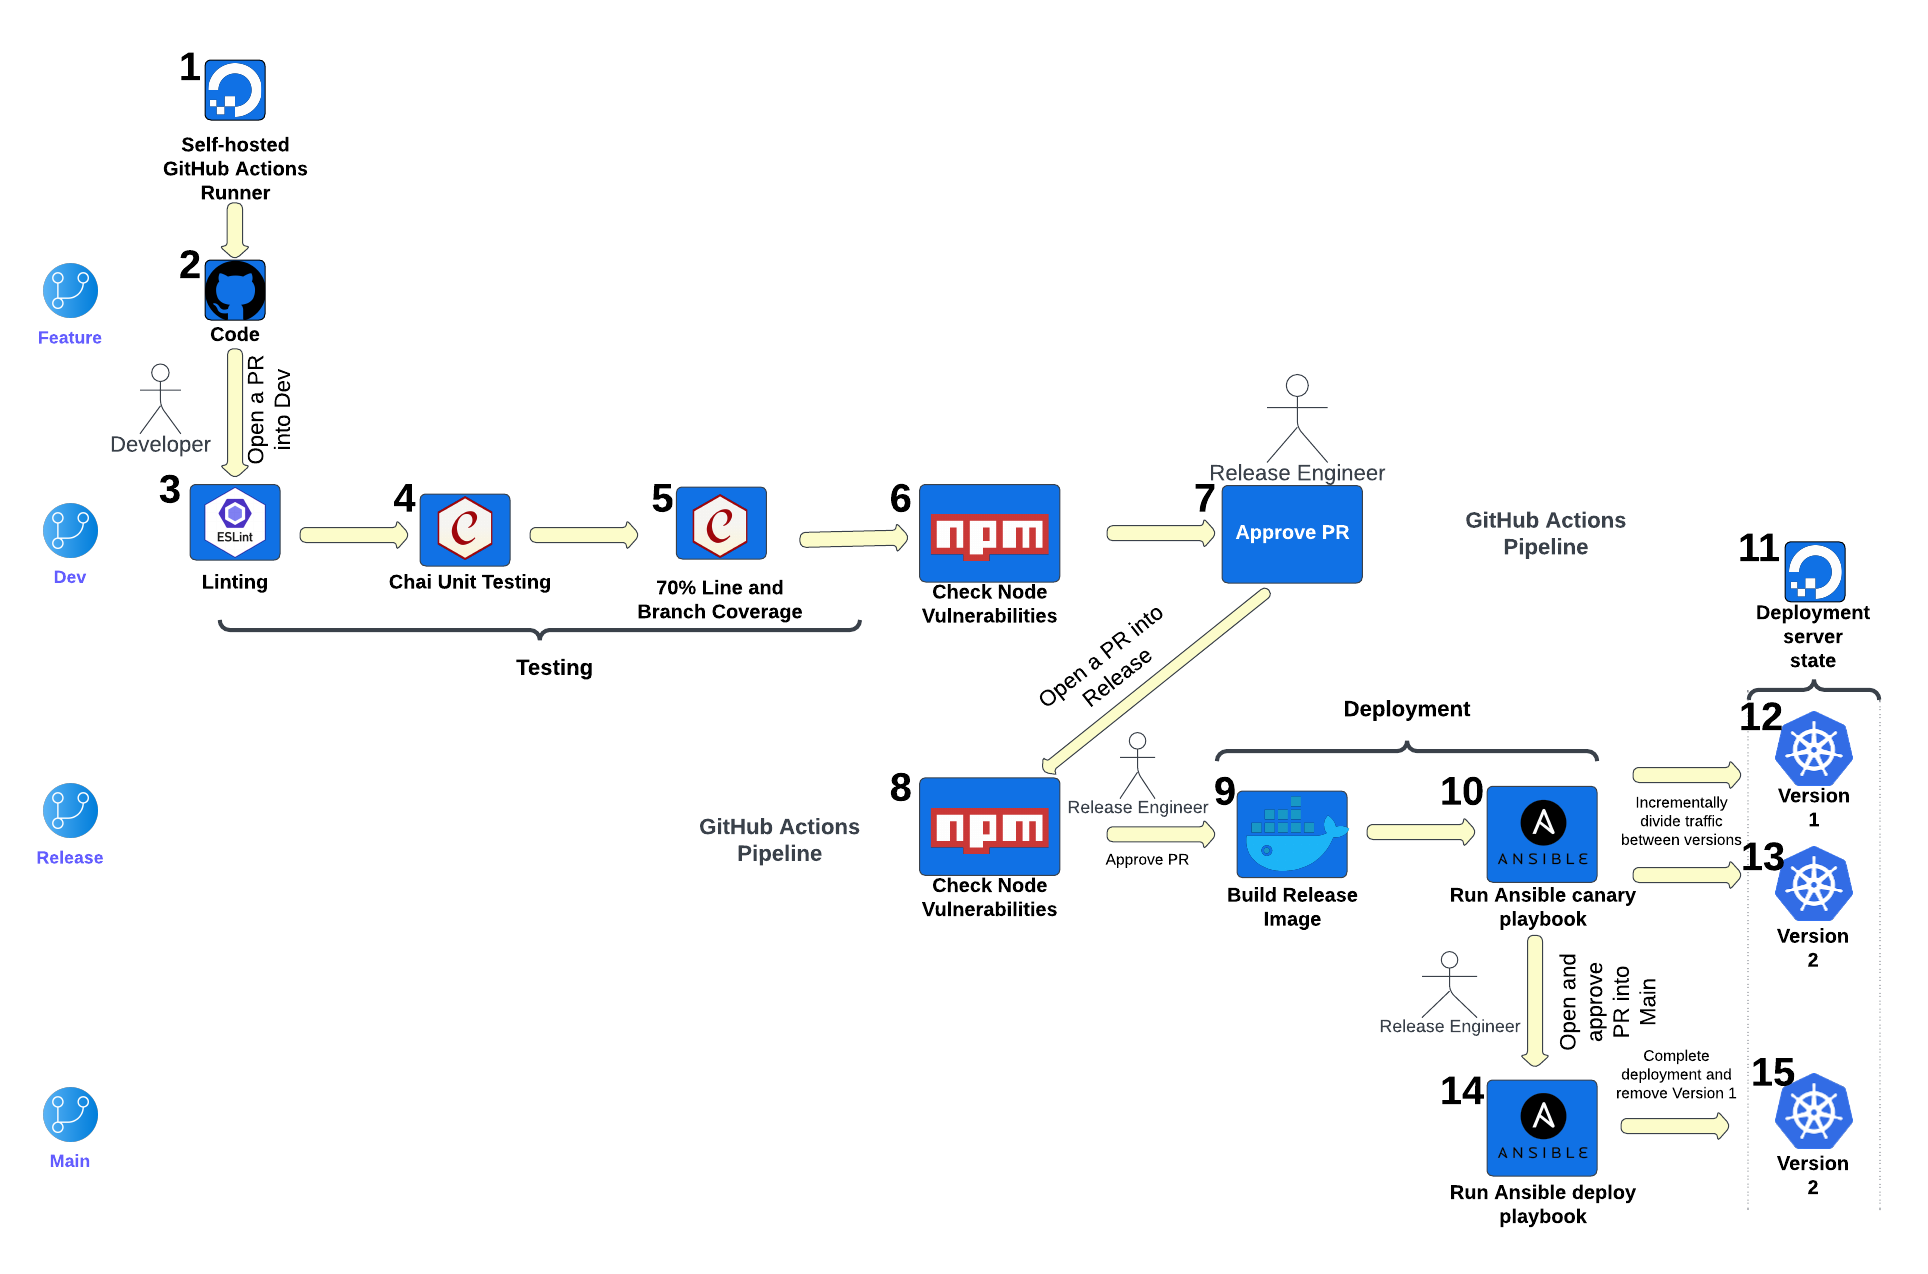 1
Self-hosted
GitHub Actions
Runner
2
Code
Feature
Open a PR
into Dev
Developer
Release Engineer
3
ESLint
Linting
4
Chai Unit Testing
5
70% Line and
Branch Coverage
6
npm
Check Node
Vulnerabilities
7
Approve PR
GitHub Actions
Pipeline
Dev
Testing
11
Deployment
server
state
Open a PR into
Release
Deployment
12
Version
1
Release Engineer
8
npm
Check Node
Vulnerabilities
GitHub Actions
Pipeline
Approve PR
9
Build Release
Image
10
ANSIBLE
Run Ansible canary
playbook
Incrementally
divide traffic
between versions
13
Version
2
Release
Release Engineer
Open and
approve
PR into
Main
14
ANSIBLE
Run Ansible deploy
playbook
Complete
deployment and
remove Version 1
15
Version
2
Main